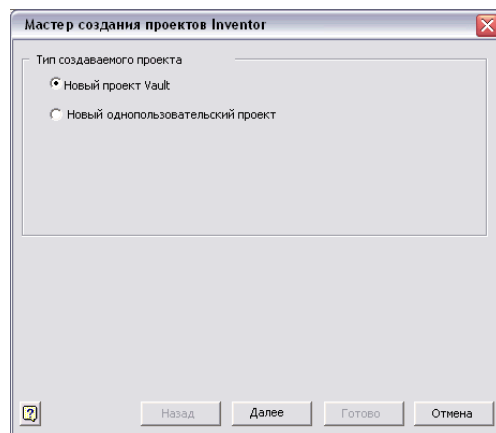 Мастер создания проектов Inventor
Тип создаваемого проекта
Новый проект Vault
Новый однопользовательский проект
Назад Далее Готово Отмена